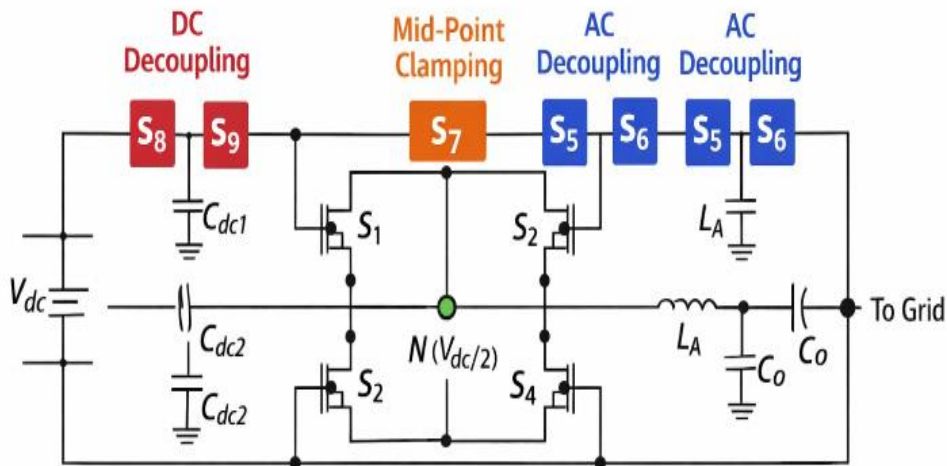 DC
Decoupling
Mid-Point
Clamping
AC
Decoupling
AC
Decoupling
S8
S9
S7
S5
S6
S5
S6
Cdc1
S1
S2
LA
Vdc
To Grid
Cdc2
N (Vdc/2)
LA
Co
Co
Cdc2
S2
S4